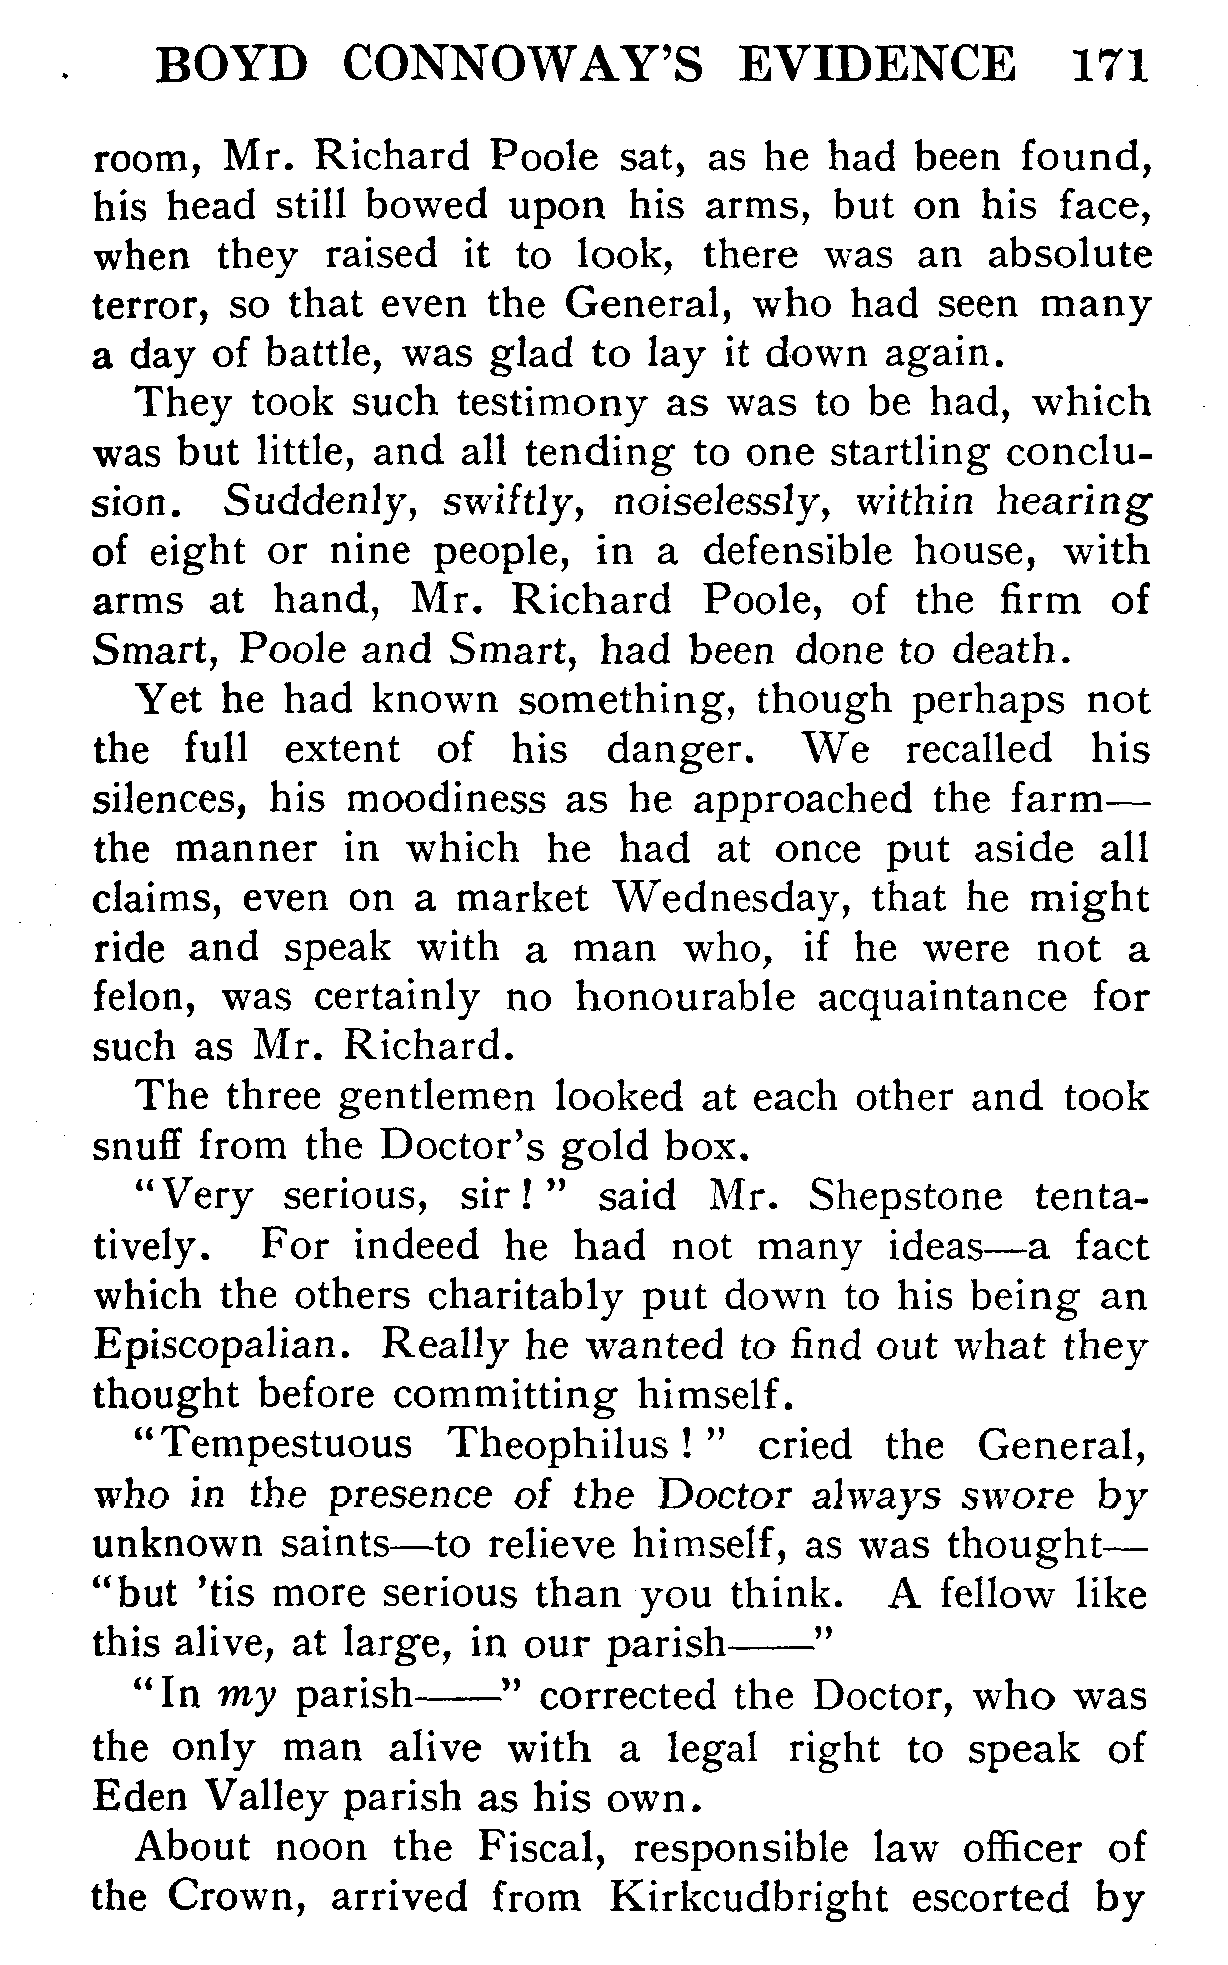 BOYD CONNOWAY'S EVIDENCE 171
room, Mr. Richard Poole sat, as he had been found,
his head still bowed upon his arms, but on his face,
when they raised it to look, there was an absolute
terror, so that even the General, who had seen many
a day of battle, was glad to lay it down again.
They took such testimony as was to be had, which
was but little, and all tending to one startling conclu-
sion. Suddenly, swiftly, noiselessly, within hearing
of eight or nine people, in a defensible house, with
arms at hand, Mr. Richard Poole, of the firm of
Smart, Poole and Smart, had been done to death.
Yet he had known something, though perhaps not
the full extent of his danger. We recalled his
silences, his moodiness as he approached the farm—
the manner in which he had at once put aside all
claims, even on a market Wednesday, that he might
ride and speak with a man who, if he were not a
felon, was certainly no honourable acquaintance for
such as Mr. Richard.
The three gentlemen looked at each other and took
snuff from the Doctor's gold box.
"Very serious, sir!" said Mr. Shepstone tenta-
tively. For indeed he had not many ideas—a fact
which the others charitably put down to his being an
Episcopalian. Really he wanted to find out what they
thought before committing himself.
"Tempestuous Theophilus!" cried the General,
who in the presence of the Doctor always swore by
unknown saints—to relieve himself, as was thought—
"but 'tis more serious than you think. A fellow like
this alive, at large, in our parish——"
"In my parish——" corrected the Doctor, who was
the only man alive with a legal right to speak of
Eden Valley parish as his own.
About noon the Fiscal, responsible law officer of
the Crown, arrived from Kirkcudbright escorted by